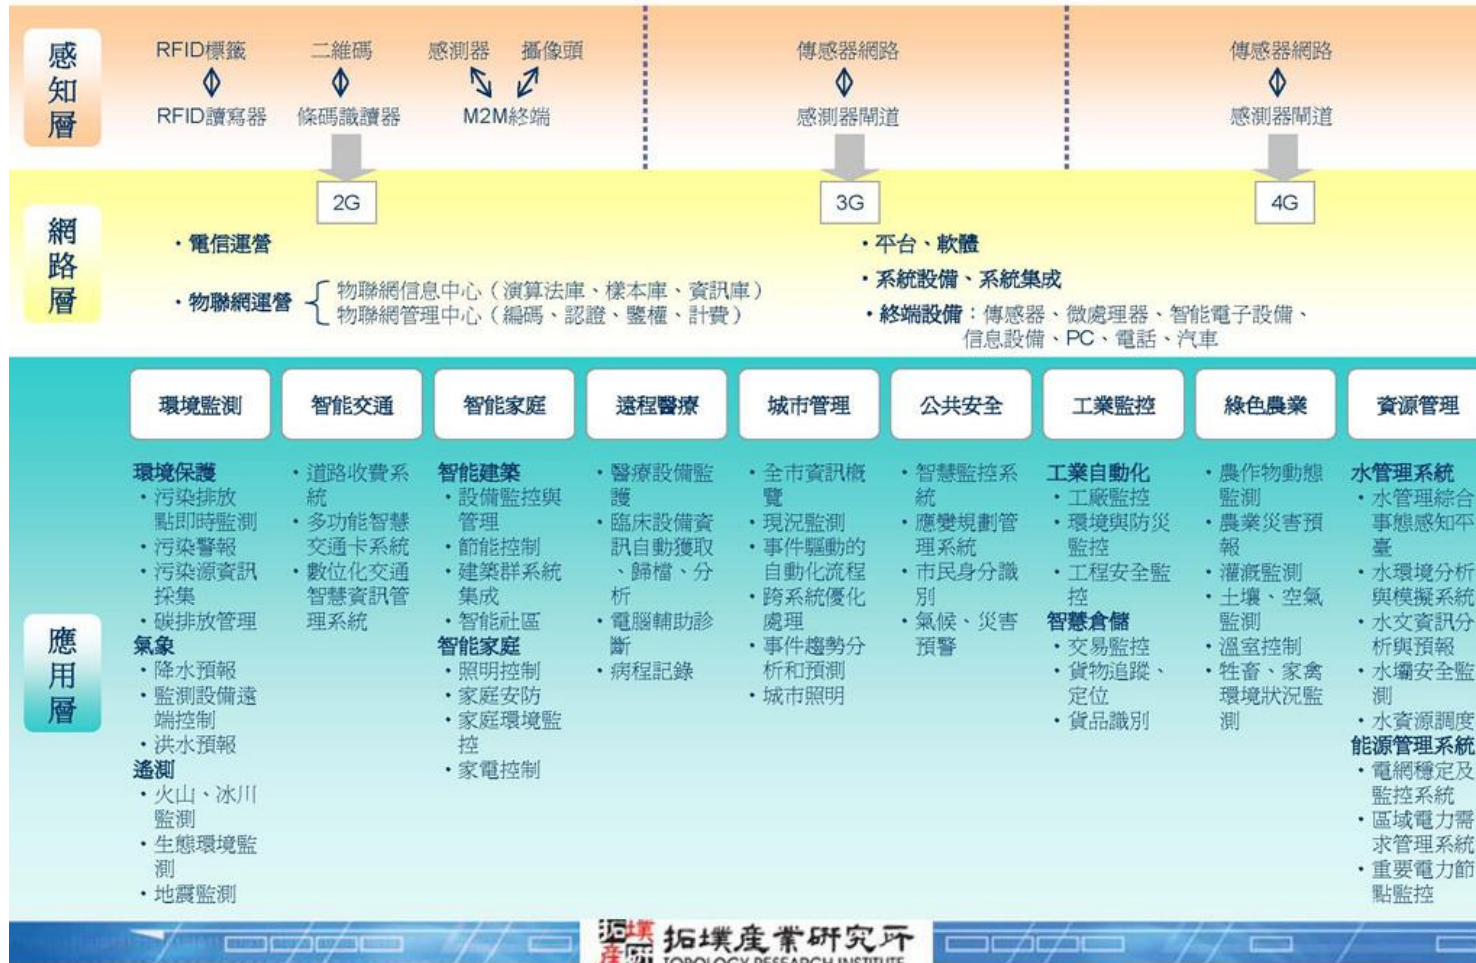 感知層
RFID標籤
二維碼
感測器
攝像頭
傳感器網路
傳感器網路
RFID讀寫器
條碼識讀器
M2M終端
感測器閘道
感測器閘道
網路層
2G
3G
4G
・電信運營
・物聯網運營
物聯網信息中心（演算法庫、樣本庫、資訊庫）
物聯網管理中心（編碼、認證、鑒權、計費）
・平台、軟體
・系統設備、系統集成
・終端設備：傳感器、微處理器、智能電子設備、
信息設備、PC、電話、汽車
應用層
環境監測
環境保護
・污染排放
點即時監測
・污染警報
・污染源資訊
採集
・碳排放管理
氣象
・降水預報
・監測設備遠
端控制
・洪水預報
遙測
・火山、冰川
監測
・生態環境監
測
・地震監測
智能交通
・道路收費系
統
・多功能智慧
交通卡系統
・數位化交通
智慧資訊管
理系統
智能家庭
智能建築
・設備監控與
管理
・節能控制
・建築群系統
集成
・智能社區
智能家庭
・照明控制
・家庭安防
・家庭環境監
控
・家電控制
遠程醫療
・醫療設備監
護
・臨床設備資
訊自動獲取
、歸檔、分
析
・電腦輔助診
斷
・病程記錄
城市管理
・全市資訊概
覽
・現況監測
・事件驅動的
自動化流程
・跨系統優化
處理
・事件趨勢分
析和預測
・城市照明
公共安全
・智慧監控系
統
・應變規劃管
理系統
・市民身分識
別
・氣候、災害
預警
工業監控
工業自動化
・工廠監控
・環境與防災
監控
・工程安全監
控
智慧倉儲
・交易監控
・貨物追蹤、
定位
・貨品識別
綠色農業
・農作物動態
監測
・農業災害預
報
・灌溉監測
・土壤、空氣
監測
・溫室控制
・牲畜、家禽
環境狀況監
測
資源管理
水管理系統
・水管理綜合
事態感知平
臺
・水環境分析
與模擬系統
・水文資訊分
析與預報
・水壩安全監
測
・水資源調度
能源管理系統
・電網穩定及
監控系統
・區域電力需
求管理系統
・重要電力節
點監控
拓墣
產研
拓墣產業研究所
TOPOLOGY RESEARCH INSTITUTE